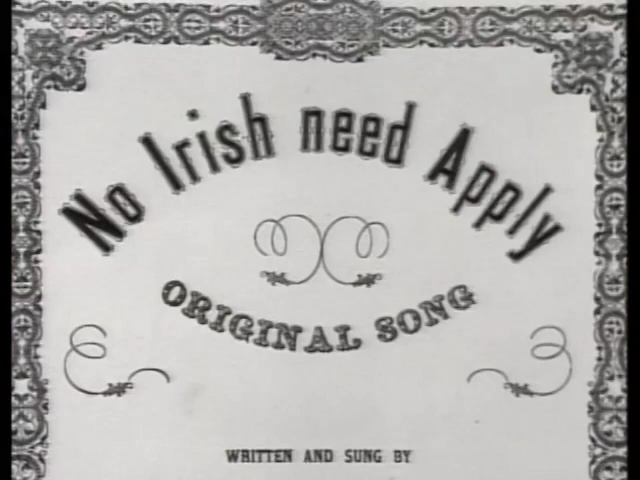 No Irish need Apply
ORIGINAL SONG
WRITTEN AND SUNG BY